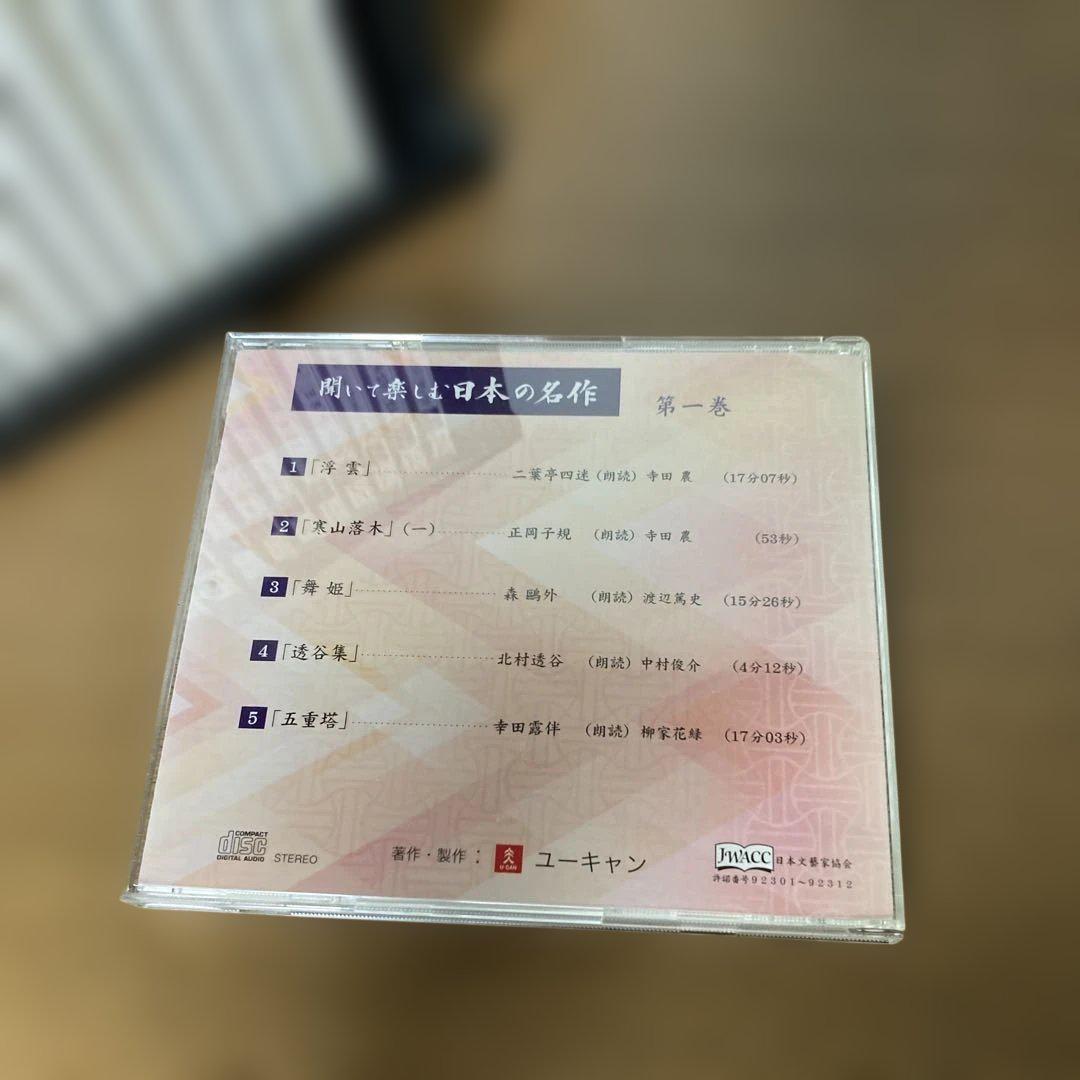 聞いて楽しむ日本の名作 第一巻
1「浮 雲」 二葉亭四迷 (朗読) 寺田 農 (17分07秒)
2「寒山落木」(一) 正岡子規 (朗読) 寺田 農 (53秒)
3「舞 姫」 森 鷗外 (朗読) 渡辺篤史 (15分26秒)
4「透谷集」 北村透谷 (朗読) 中村俊介 (4分12秒)
5「五重塔」 幸田露伴 (朗読) 柳家花緑 (17分03秒)
COMPACT disc DIGITAL AUDIO STEREO
著作・製作: U-CAN ユーキャン
JWACC 日本文藝家協会
許諾番号92301~92312